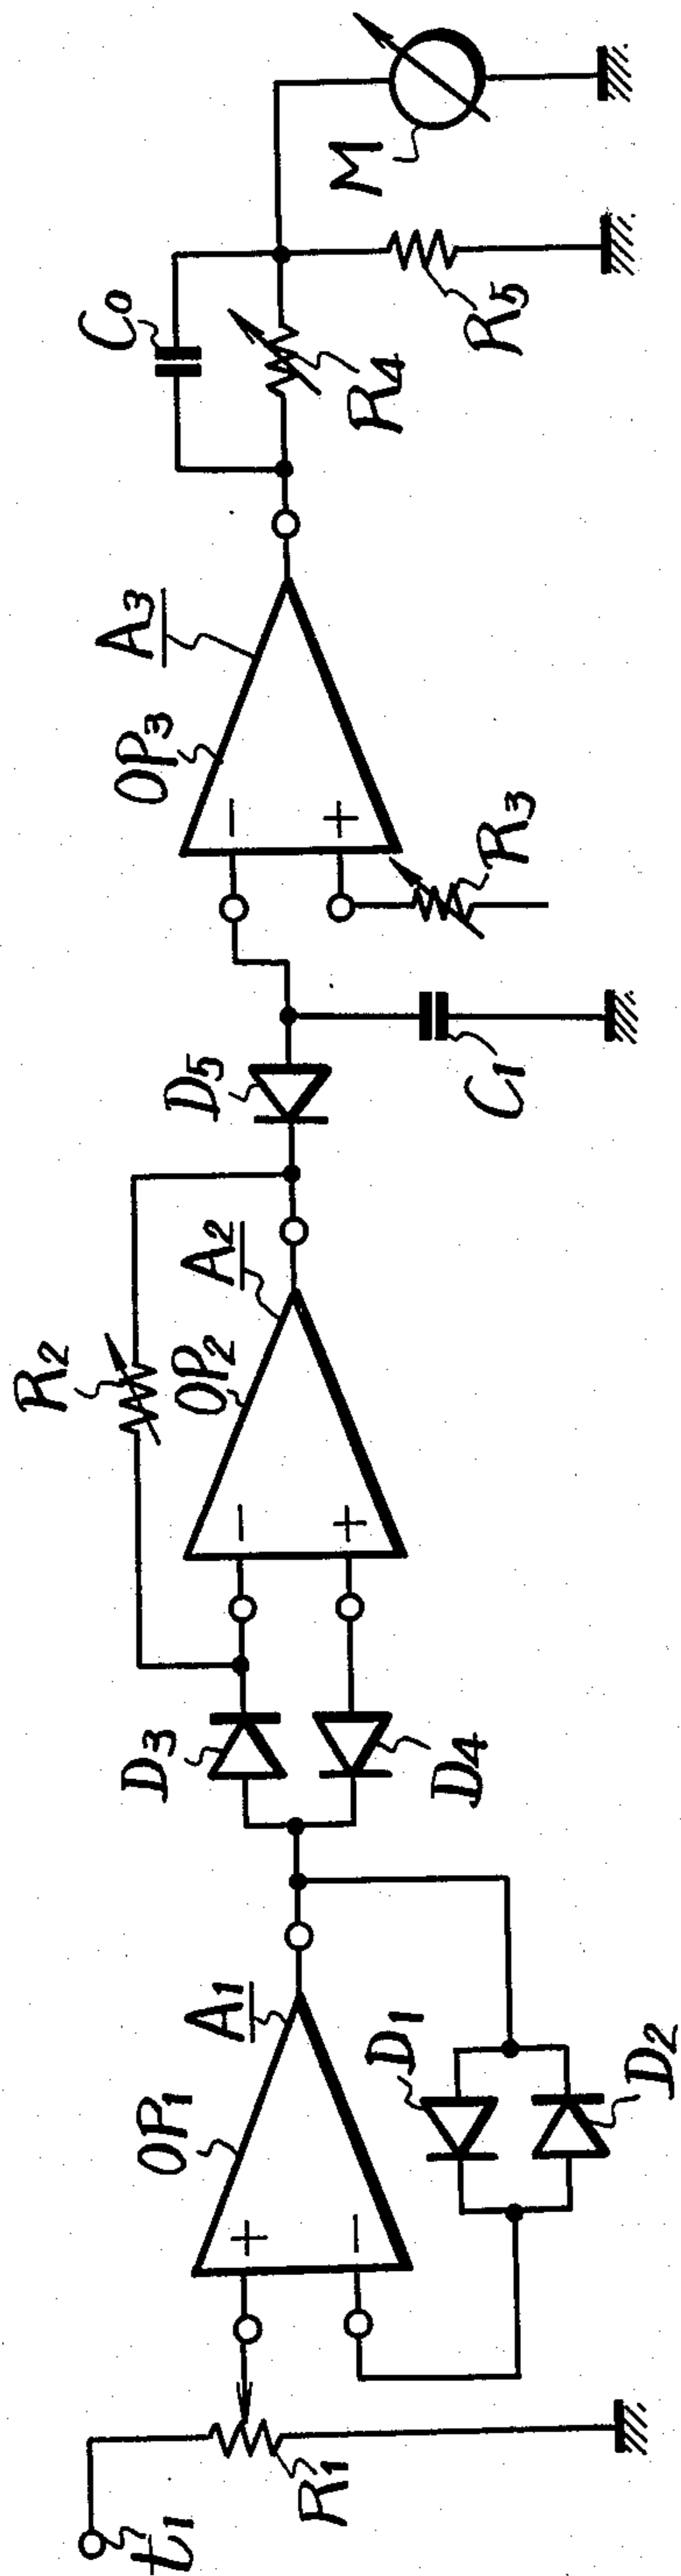 t1
R1
OP1
A1
+
−
D1
D2
D3
D4
R2
OP2
A2
−
+
D5
C1
OP3
A3
−
+
R3
C0
R4
R5
M